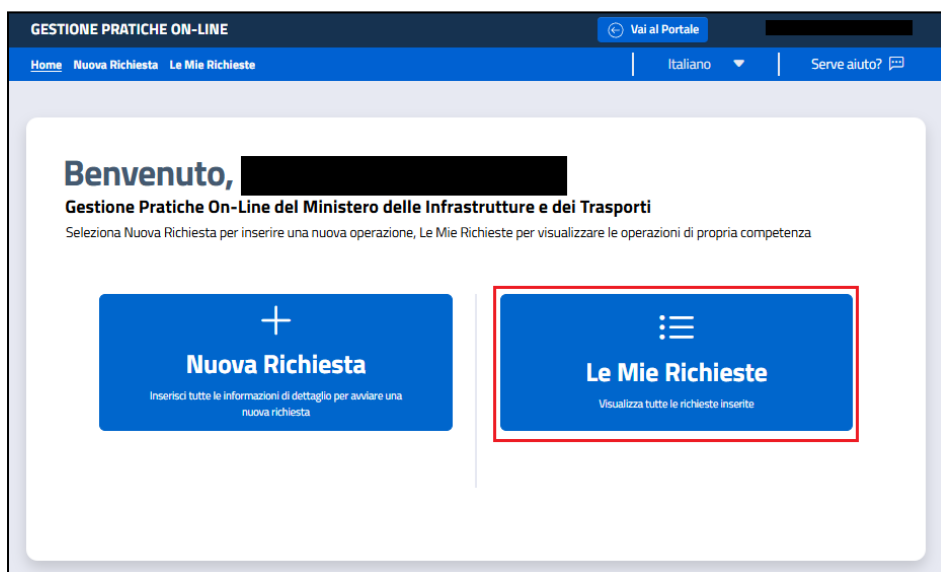 GESTIONE PRATICHE ON-LINE
Vai al Portale
Home Nuova Richiesta Le Mie Richieste
Italiano
Serve aiuto?
Benvenuto,
Gestione Pratiche On-Line del Ministero delle Infrastrutture e dei Trasporti
Seleziona Nuova Richiesta per inserire una nuova operazione, Le Mie Richieste per visualizzare le operazioni di propria competenza
Nuova Richiesta
Inserisci tutte le informazioni di dettaglio per avviare una
nuova richiesta
Le Mie Richieste
Visualizza tutte le richieste inserite